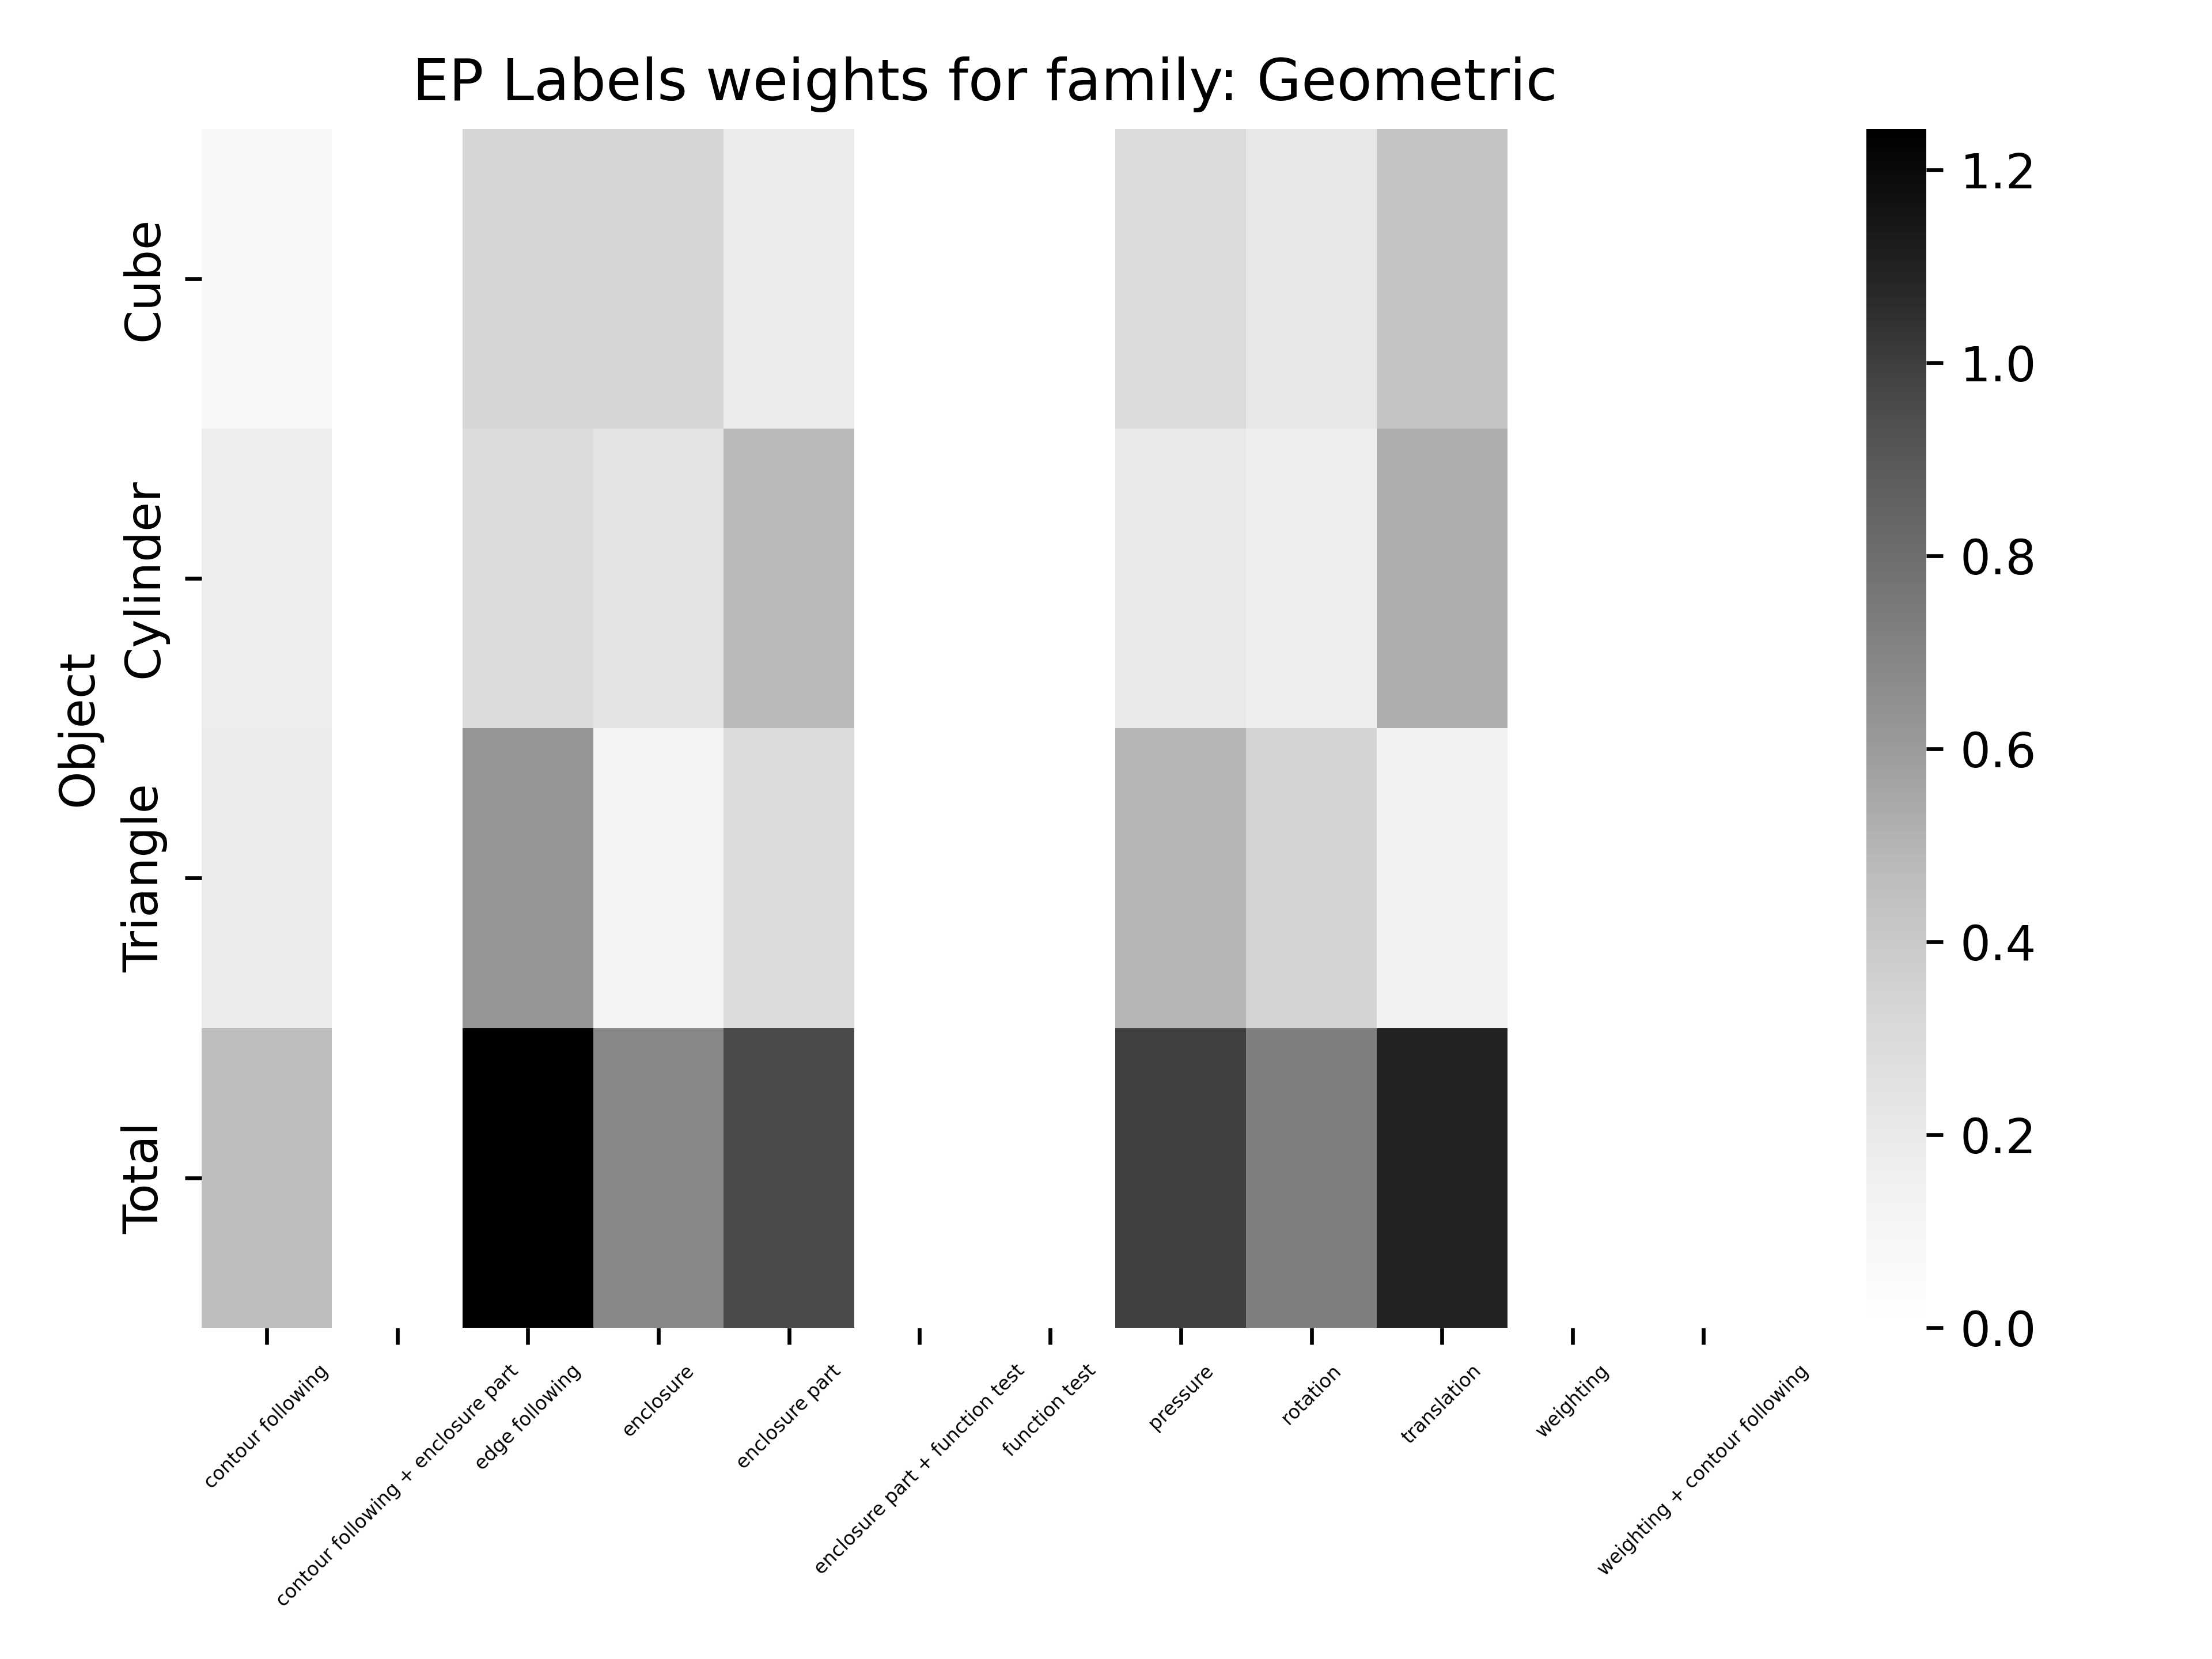 EP Labels weights for family: Geometric
Object
Cube
Cylinder
Triangle
Total
contour following
contour following + enclosure part
edge following
enclosure
enclosure part
enclosure part + function test
function test
pressure
rotation
translation
weighting
weighting + contour following
1.2
1.0
0.8
0.6
0.4
0.2
0.0